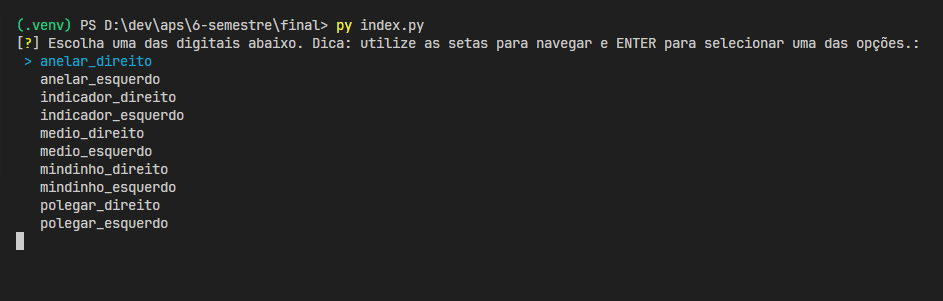 (.venv) PS D:\dev\aps\6-semestre\final> py index.py
[?] Escolha uma das digitais abaixo. Dica: utilize as setas para navegar e ENTER para selecionar uma das opções.:
> anelar_direito
anelar_esquerdo
indicador_direito
indicador_esquerdo
medio_direito
medio_esquerdo
mindinho_direito
mindinho_esquerdo
polegar_direito
polegar_esquerdo